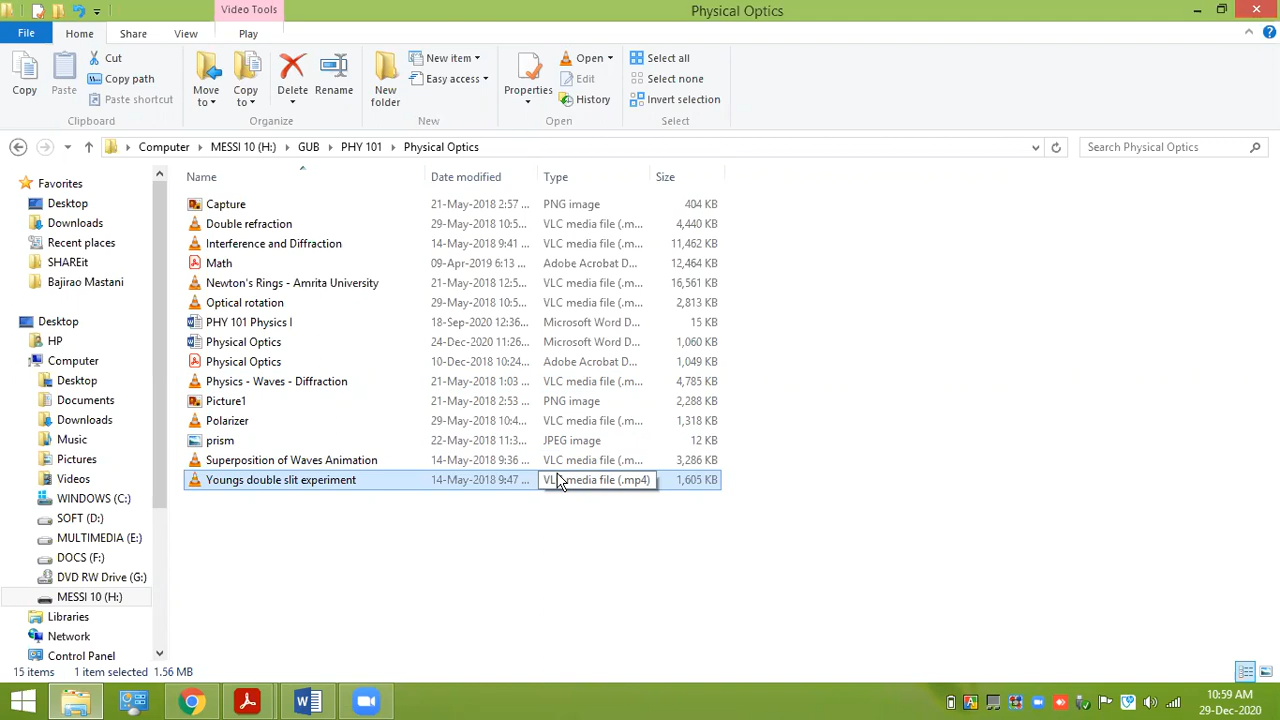 Video Tools
Physical Optics
File Home Share View Play
Copy
Paste
Cut
Copy path
Paste shortcut
Clipboard
Move to
Copy to
Delete
Rename
Organize
New folder
New item
Easy access
New
Properties
Open
Edit
History
Open
Select all
Select none
Invert selection
Select
Computer MESSI 10 (H:) GUB PHY 101 Physical Optics
Search Physical Optics
Favorites
Desktop
Downloads
Recent places
SHAREit
Bajirao Mastani
Desktop
HP
Computer
Desktop
Documents
Downloads
Music
Pictures
Videos
WINDOWS (C:)
SOFT (D:)
MULTIMEDIA (E:)
DOCS (F:)
DVD RW Drive (G:)
MESSI 10 (H:)
Libraries
Network
Control Panel
Name Date modified Type Size
Capture 21-May-2018 2:57 ... PNG image 404 KB
Double refraction 29-May-2018 10:5... VLC media file (.m... 4,440 KB
Interference and Diffraction 14-May-2018 9:41 ... VLC media file (.m... 11,462 KB
Math 09-Apr-2019 6:13 ... Adobe Acrobat D... 12,464 KB
Newton's Rings - Amrita University 21-May-2018 12:5... VLC media file (.m... 16,561 KB
Optical rotation 29-May-2018 10:5... VLC media file (.m... 2,813 KB
PHY 101 Physics I 18-Sep-2020 12:36... Microsoft Word D... 15 KB
Physical Optics 24-Dec-2020 11:26... Microsoft Word D... 1,060 KB
Physical Optics 10-Dec-2018 10:24... Adobe Acrobat D... 1,049 KB
Physics - Waves - Diffraction 21-May-2018 1:03 ... VLC media file (.m... 4,785 KB
Picture1 21-May-2018 2:53 ... PNG image 2,288 KB
Polarizer 29-May-2018 10:4... VLC media file (.m... 1,318 KB
prism 22-May-2018 11:3... JPEG image 12 KB
Superposition of Waves Animation 14-May-2018 9:36 ... VLC media file (.m... 3,286 KB
Youngs double slit experiment 14-May-2018 9:47 ... VLC media file (.mp4) 1,605 KB
15 items 1 item selected 1.56 MB
10:59 AM
29-Dec-2020